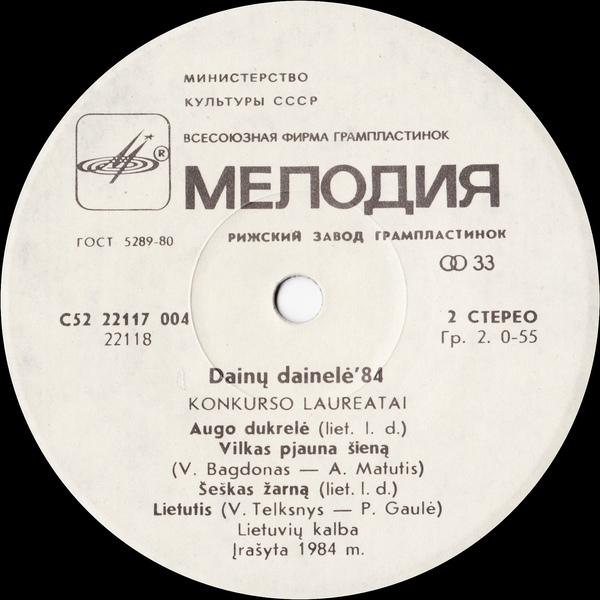 МИНИСТЕРСТВО
КУЛЬТУРЫ СССР
ВСЕСОЮЗНАЯ ФИРМА ГРАМПЛАСТИНОК
®
МЕЛОДИЯ
ГОСТ 5289-80
РИЖСКИЙ ЗАВОД ГРАМПЛАСТИНОК
33
С52 22117 004
22118
2 СТЕРЕО
Гр. 2. 0-55
Dainų dainelė'84
KONKURSO LAUREATAI
Augo dukrelė (liet. l. d.)
Vilkas pjauna šieną
(V. Bagdonas — A. Matutis)
Šeškas žarną (liet. l. d.)
Lietutis (V. Telksnys — P. Gaulė)
Lietuvių kalba
Įrašyta 1984 m.